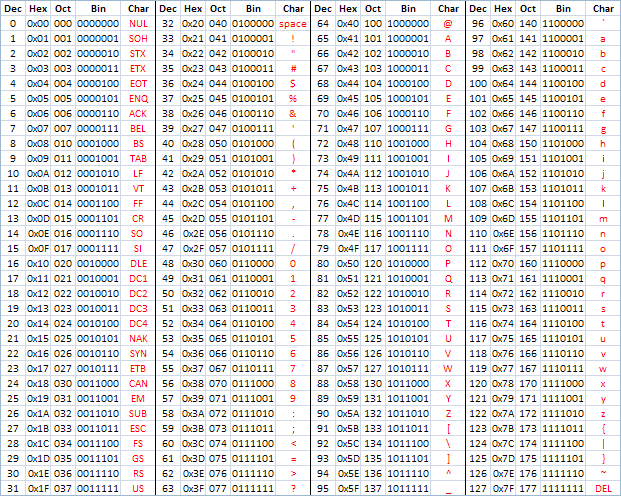 Dec Hex Oct Bin Char Dec Hex Oct Bin Char Dec Hex Oct Bin Char Dec Hex Oct Bin Char
0 0x00 000 0000000 NUL 32 0x20 040 0100000 space 64 0x40 100 1000000 @ 96 0x60 140 1100000 `
1 0x01 001 0000001 SOH 33 0x21 041 0100001 ! 65 0x41 101 1000001 A 97 0x61 141 1100001 a
2 0x02 002 0000010 STX 34 0x22 042 0100010 " 66 0x42 102 1000010 B 98 0x62 142 1100010 b
3 0x03 003 0000011 ETX 35 0x23 043 0100011 # 67 0x43 103 1000011 C 99 0x63 143 1100011 c
4 0x04 004 0000100 EOT 36 0x24 044 0100100 $ 68 0x44 104 1000100 D 100 0x64 144 1100100 d
5 0x05 005 0000101 ENQ 37 0x25 045 0100101 % 69 0x45 105 1000101 E 101 0x65 145 1100101 e
6 0x06 006 0000110 ACK 38 0x26 046 0100110 & 70 0x46 106 1000110 F 102 0x66 146 1100110 f
7 0x07 007 0000111 BEL 39 0x27 047 0100111 ' 71 0x47 107 1000111 G 103 0x67 147 1100111 g
8 0x08 010 0001000 BS 40 0x28 050 0101000 ( 72 0x48 110 1001000 H 104 0x68 150 1101000 h
9 0x09 011 0001001 TAB 41 0x29 051 0101001 ) 73 0x49 111 1001001 I 105 0x69 151 1101001 i
10 0x0A 012 0001010 LF 42 0x2A 052 0101010 * 74 0x4A 112 1001010 J 106 0x6A 152 1101010 j
11 0x0B 013 0001011 VT 43 0x2B 053 0101011 + 75 0x4B 113 1001011 K 107 0x6B 153 1101011 k
12 0x0C 014 0001100 FF 44 0x2C 054 0101100 , 76 0x4C 114 1001100 L 108 0x6C 154 1101100 l
13 0x0D 015 0001101 CR 45 0x2D 055 0101101 - 77 0x4D 115 1001101 M 109 0x6D 155 1101101 m
14 0x0E 016 0001110 SO 46 0x2E 056 0101110 . 78 0x4E 116 1001110 N 110 0x6E 156 1101110 n
15 0x0F 017 0001111 SI 47 0x2F 057 0101111 / 79 0x4F 117 1001111 O 111 0x6F 157 1101111 o
16 0x10 020 0010000 DLE 48 0x30 060 0110000 0 80 0x50 120 1010000 P 112 0x70 160 1110000 p
17 0x11 021 0010001 DC1 49 0x31 061 0110001 1 81 0x51 121 1010001 Q 113 0x71 161 1110001 q
18 0x12 022 0010010 DC2 50 0x32 062 0110010 2 82 0x52 122 1010010 R 114 0x72 162 1110010 r
19 0x13 023 0010011 DC3 51 0x33 063 0110011 3 83 0x53 123 1010011 S 115 0x73 163 1110011 s
20 0x14 024 0010100 DC4 52 0x34 064 0110100 4 84 0x54 124 1010100 T 116 0x74 164 1110100 t
21 0x15 025 0010101 NAK 53 0x35 065 0110101 5 85 0x55 125 1010101 U 117 0x75 165 1110101 u
22 0x16 026 0010110 SYN 54 0x36 066 0110110 6 86 0x56 126 1010110 V 118 0x76 166 1110110 v
23 0x17 027 0010111 ETB 55 0x37 067 0110111 7 87 0x57 127 1010111 W 119 0x77 167 1110111 w
24 0x18 030 0011000 CAN 56 0x38 070 0111000 8 88 0x58 130 1011000 X 120 0x78 170 1111000 x
25 0x19 031 0011001 EM 57 0x39 071 0111001 9 89 0x59 131 1011001 Y 121 0x79 171 1111001 y
26 0x1A 032 0011010 SUB 58 0x3A 072 0111010 : 90 0x5A 132 1011010 Z 122 0x7A 172 1111010 z
27 0x1B 033 0011011 ESC 59 0x3B 073 0111011 ; 91 0x5B 133 1011011 [ 123 0x7B 173 1111011 {
28 0x1C 034 0011100 FS 60 0x3C 074 0111100 < 92 0x5C 134 1011100 \ 124 0x7C 174 1111100 |
29 0x1D 035 0011101 GS 61 0x3D 075 0111101 = 93 0x5D 135 1011101 ] 125 0x7D 175 1111101 }
30 0x1E 036 0011110 RS 62 0x3E 076 0111110 > 94 0x5E 136 1011110 ^ 126 0x7E 176 1111110 ~
31 0x1F 037 0011111 US 63 0x3F 077 0111111 ? 95 0x5F 137 1011111 _ 127 0x7F 177 1111111 DEL